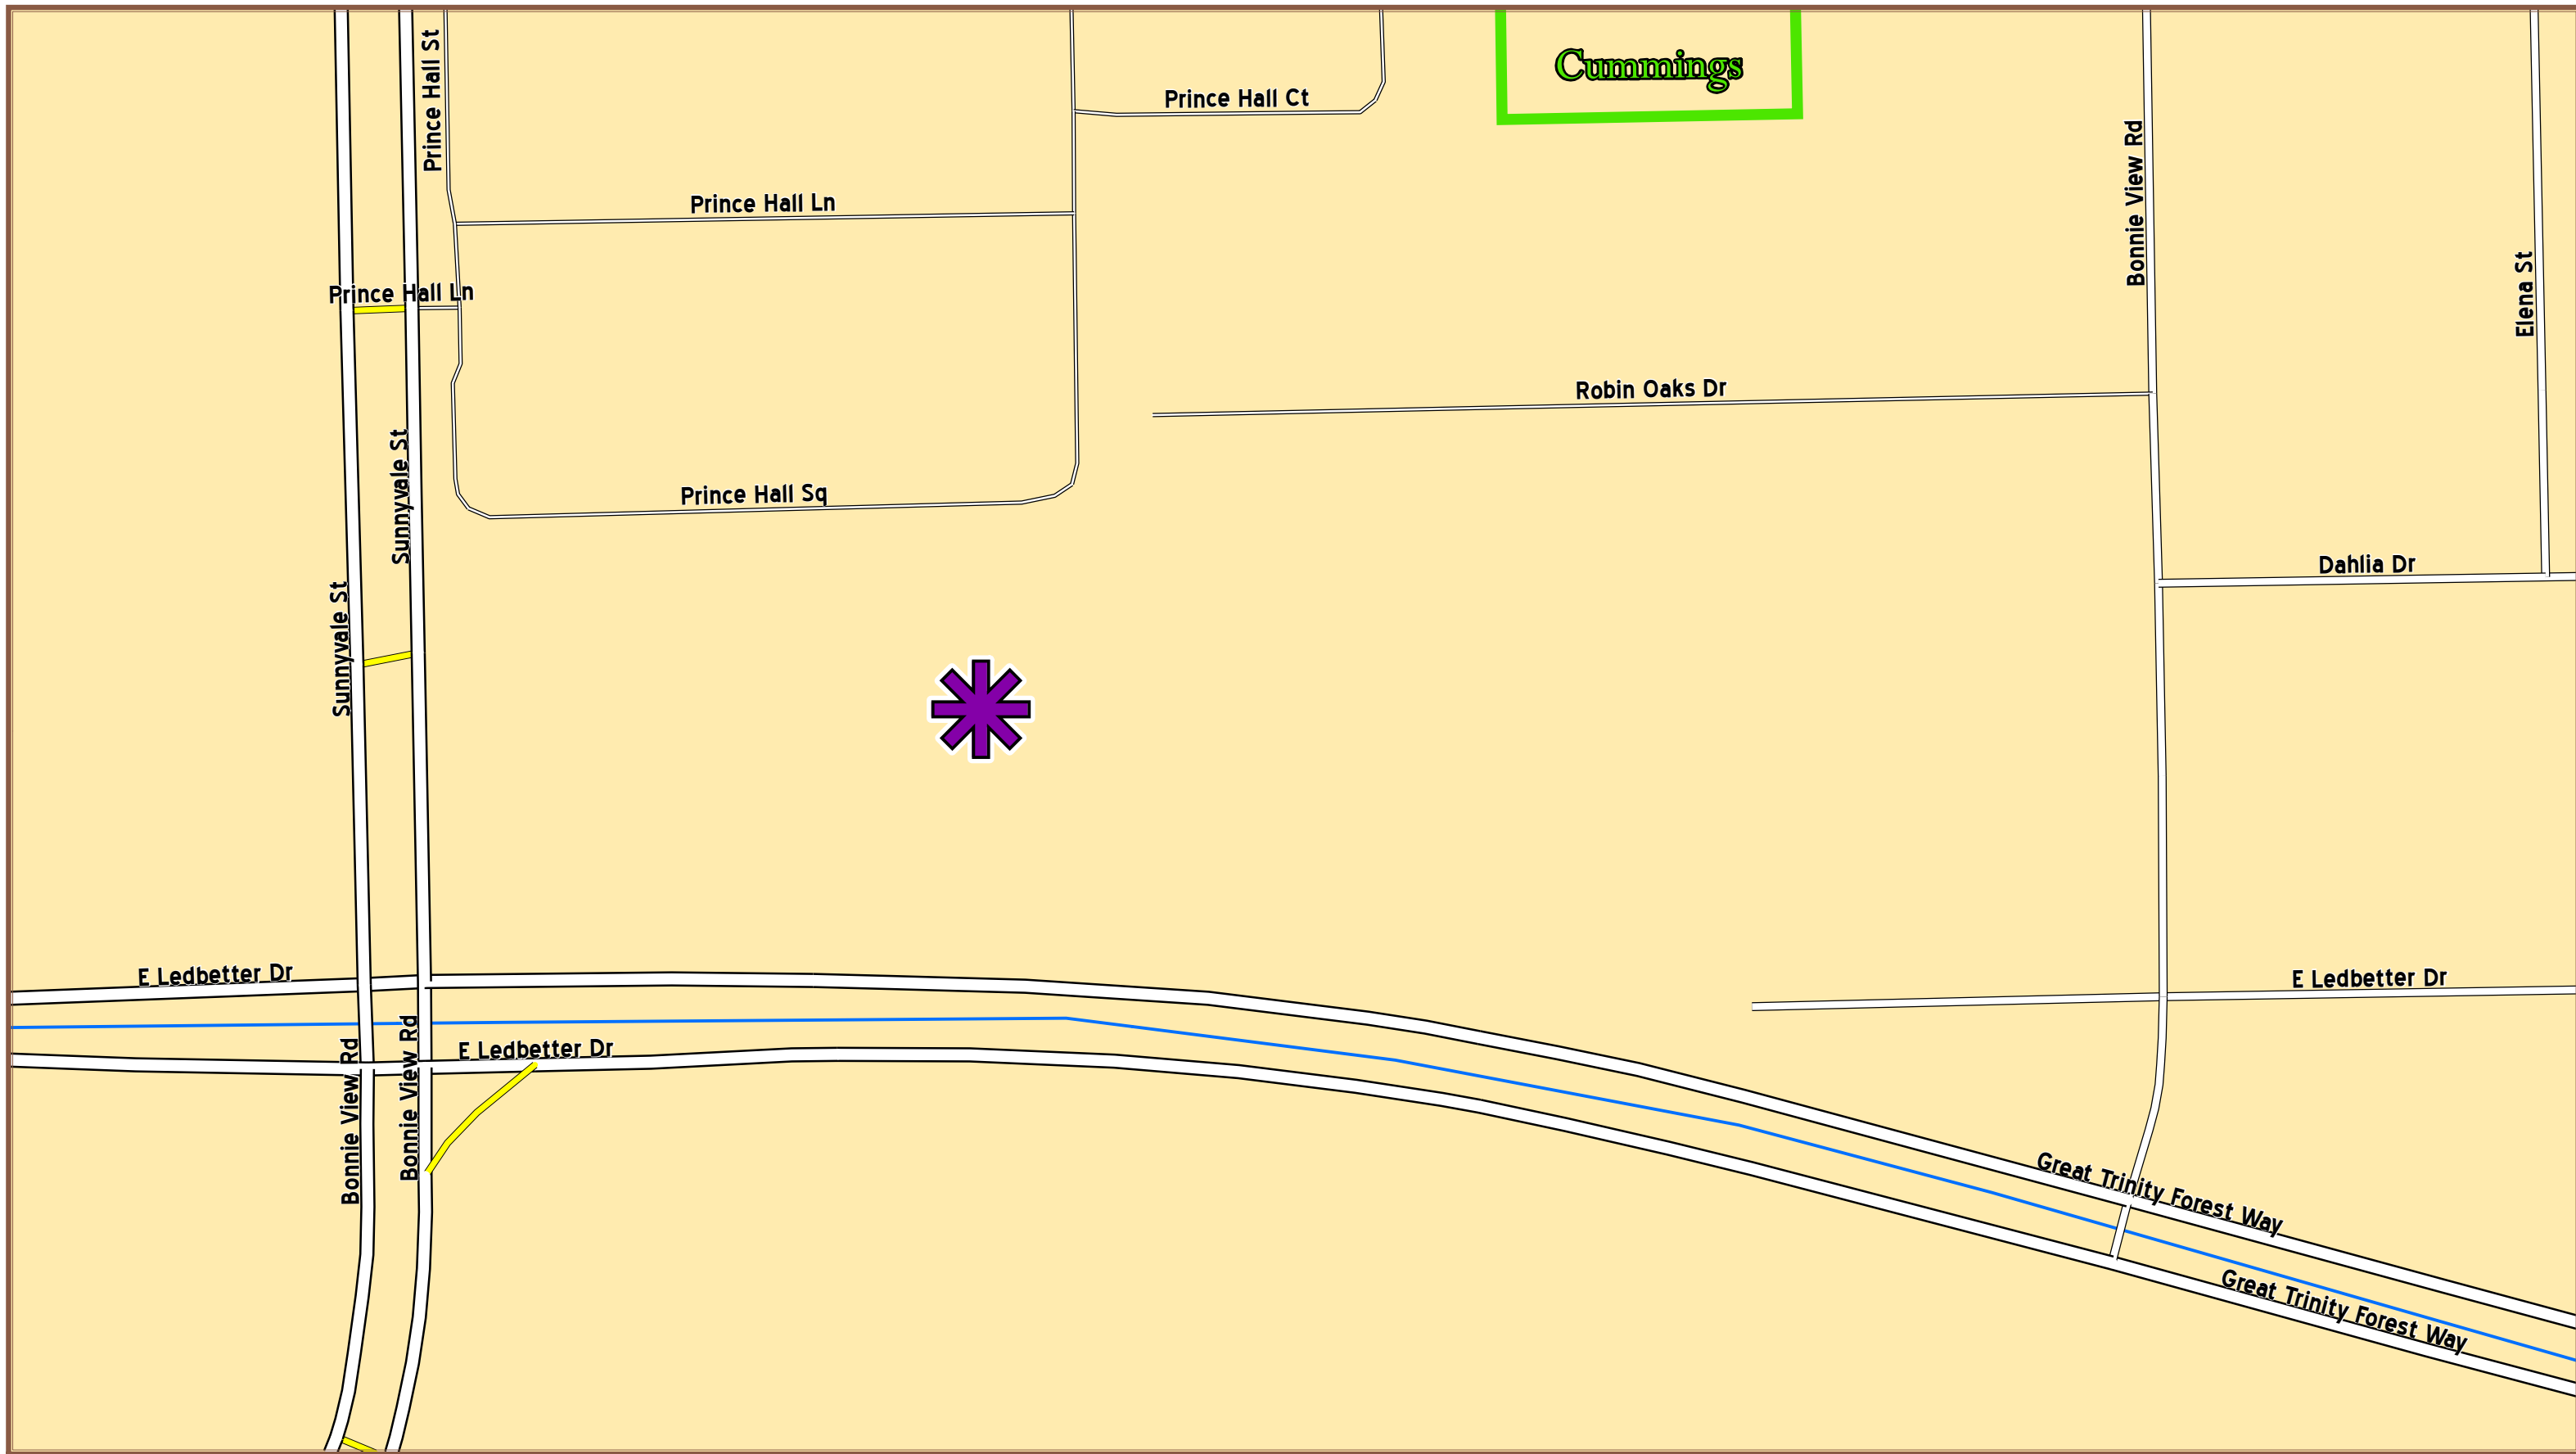 Prince Hall St
Cummings
Prince Hall Ct
Bonnie View Rd
Prince Hall Ln
Elena St
Prince Hall Ln
Robin Oaks Dr
Sunnyvale St
Prince Hall Sq
Dahlia Dr
Sunnyvale St
E Ledbetter Dr
E Ledbetter Dr
E Ledbetter Dr
Bonnie View Rd
Bonnie View Rd
Great Trinity Forest Way
Great Trinity Forest Way